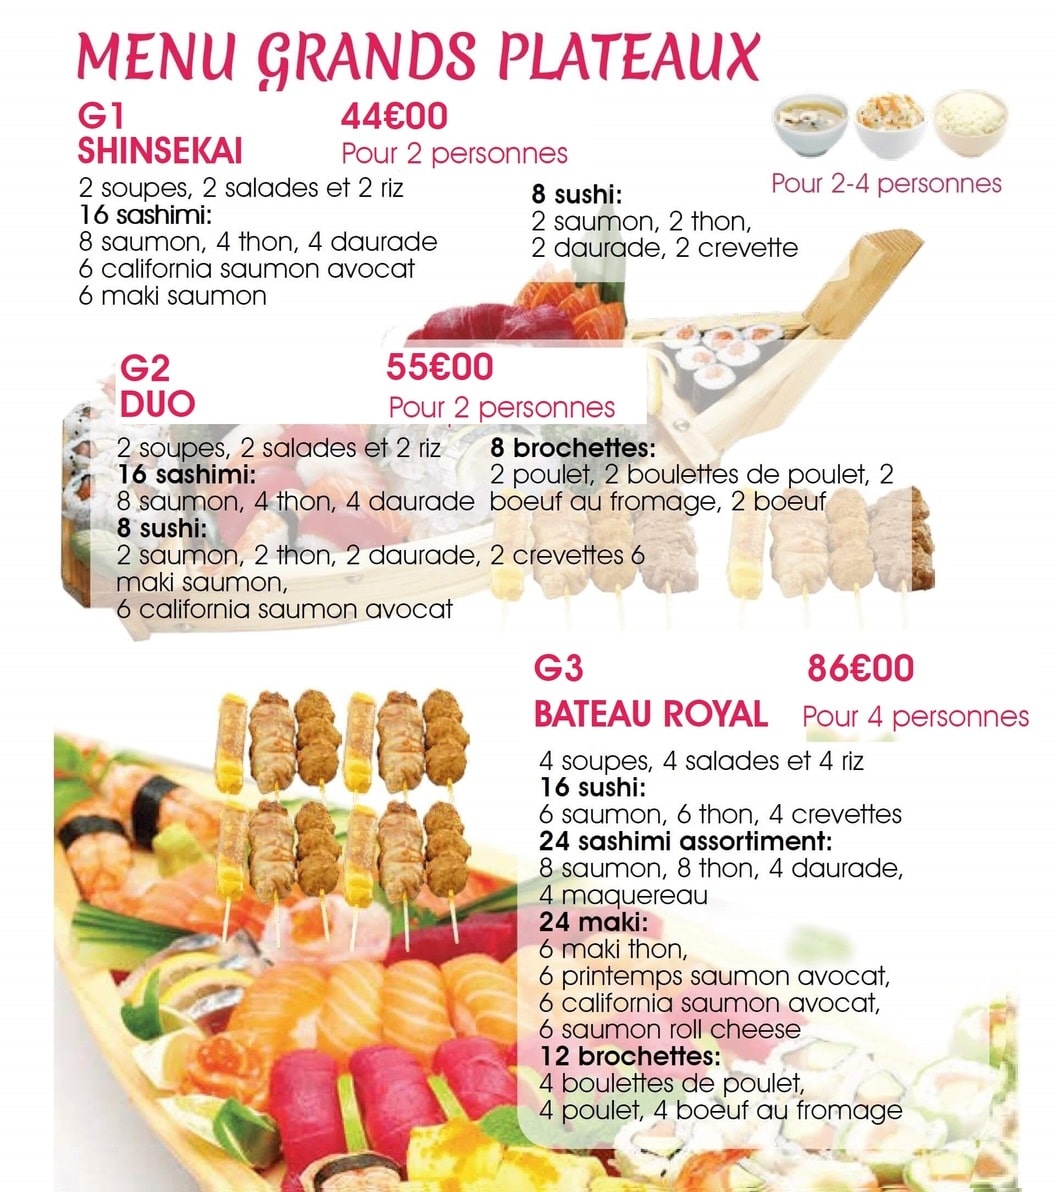 MENU GRANDS PLATEAUX
G1
SHINSEKAI
44€00
Pour 2 personnes
Pour 2-4 personnes
2 soupes, 2 salades et 2 riz
16 sashimi:
8 saumon, 4 thon, 4 daurade
6 california saumon avocat
6 maki saumon
8 sushi:
2 saumon, 2 thon,
2 daurade, 2 crevette
G2
DUO
55€00
Pour 2 personnes
2 soupes, 2 salades et 2 riz
16 sashimi:
8 saumon, 4 thon, 4 daurade
8 sushi:
2 saumon, 2 thon, 2 daurade, 2 crevettes 6
maki saumon,
6 california saumon avocat
8 brochettes:
2 poulet, 2 boulettes de poulet, 2
boeuf au fromage, 2 boeuf
G3
BATEAU ROYAL
86€00
Pour 4 personnes
4 soupes, 4 salades et 4 riz
16 sushi:
6 saumon, 6 thon, 4 crevettes
24 sashimi assortiment:
8 saumon, 8 thon, 4 daurade,
4 maquereau
24 maki:
6 maki thon,
6 printemps saumon avocat,
6 california saumon avocat,
6 saumon roll cheese
12 brochettes:
4 boulettes de poulet,
4 poulet, 4 boeuf au fromage